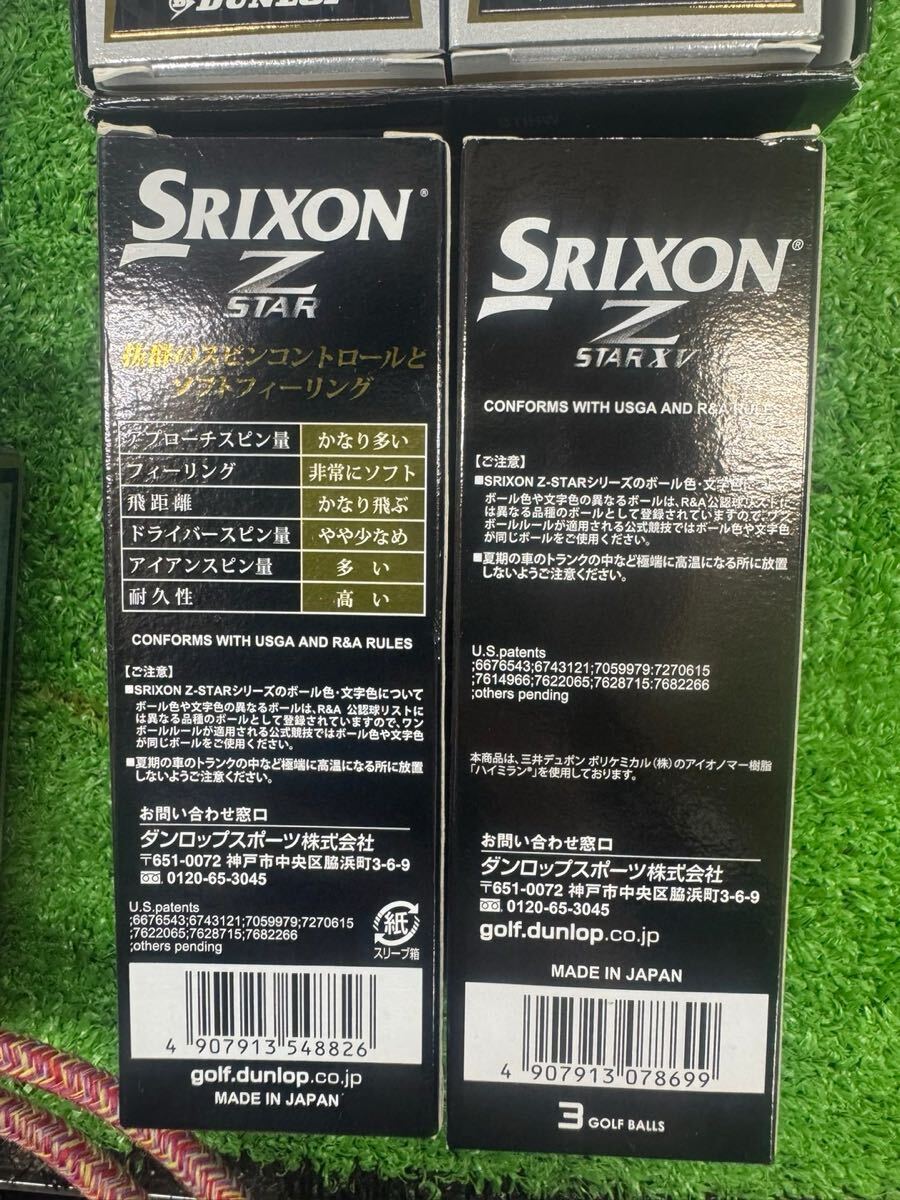 DUNLOP
SRIXON®
Z
STAR
抜群のスピンコントロールと
ソフトフィーリング
アプローチスピン量 かなり多い
フィーリング 非常にソフト
飛距離 かなり飛ぶ
ドライバースピン量 やや少なめ
アイアンスピン量 多い
耐久性 高い
CONFORMS WITH USGA AND R&A RULES
【ご注意】
■SRIXON Z-STARシリーズのボール色・文字色について
ボール色や文字色の異なるボールは、R&A 公認球リストに
は異なる品種のボールとして登録されていますので、ワン
ボールルールが適用される公式競技ではボール色や文字色
が同じボールをご使用ください。
■夏期の車のトランクの中など極端に高温になる所に放置
しないようご注意ください。
お問い合わせ窓口
ダンロップスポーツ株式会社
〒651-0072 神戸市中央区脇浜町3-6-9
0120-65-3045
U.S.patents
;6676543;6743121;7059979;7270615
;7622065;7628715;7682266
;others pending
紙
スリーブ箱
4 907913 548826
golf.dunlop.co.jp
MADE IN JAPAN
SRIXON®
Z
STAR XV
CONFORMS WITH USGA AND R&A RULES
【ご注意】
■SRIXON Z-STARシリーズのボール色・文字色につ
ボール色や文字色の異なるボールは、R&A公認球リストに
は異なる品種のボールとして登録されていますので、ワン
ボールルールが適用される公式競技ではボール色や文字色
が同じボールをご使用ください。
■夏期の車のトランクの中など極端に高温になる所に放置
しないようご注意ください。
U.S.patents
;6676543;6743121;7059979:7270615
;7614966;7622065;7628715;7682266
;others pending
本商品は、三井デュポン ポリケミカル(株)のアイオノマー樹脂
「ハイミラン®」を使用しております。
お問い合わせ窓口
ダンロップスポーツ株式会社
〒651-0072 神戸市中央区脇浜町3-6-9
0120-65-3045
golf.dunlop.co.jp
MADE IN JAPAN
4 907913 078699
3 GOLF BALLS